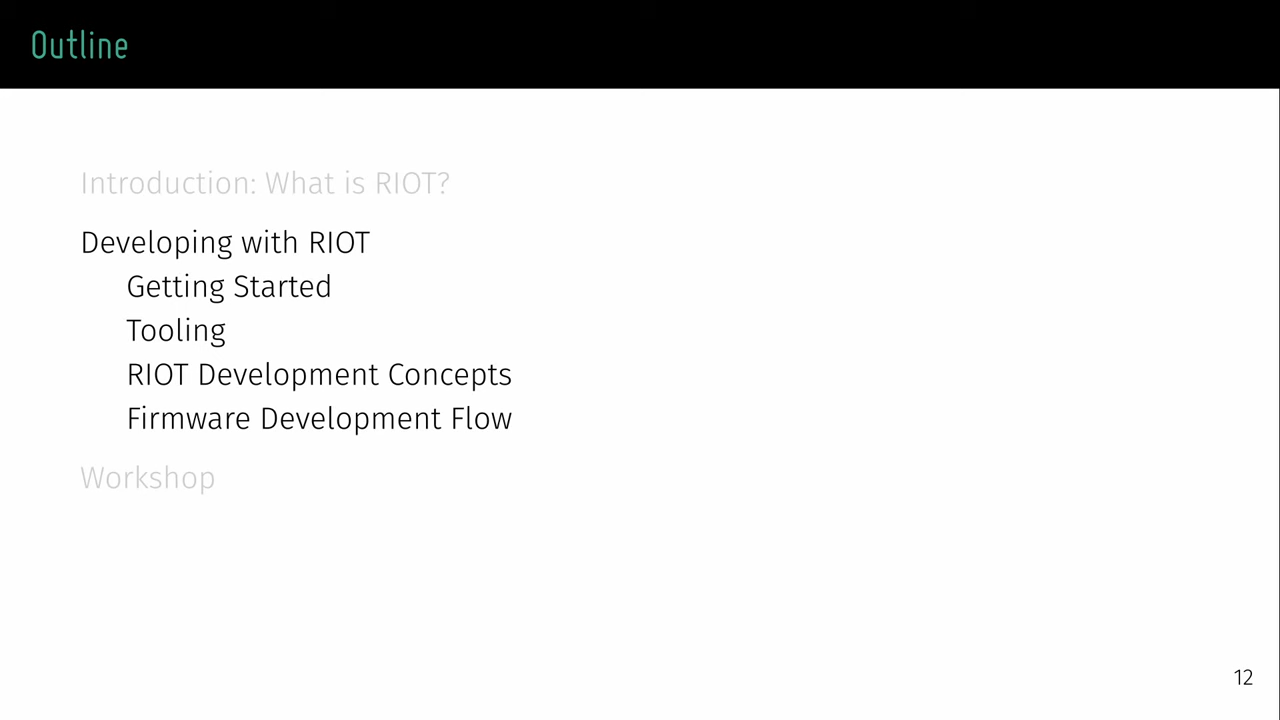 Outline
Introduction: What is RIOT?
Developing with RIOT
Getting Started
Tooling
RIOT Development Concepts
Firmware Development Flow
Workshop
12